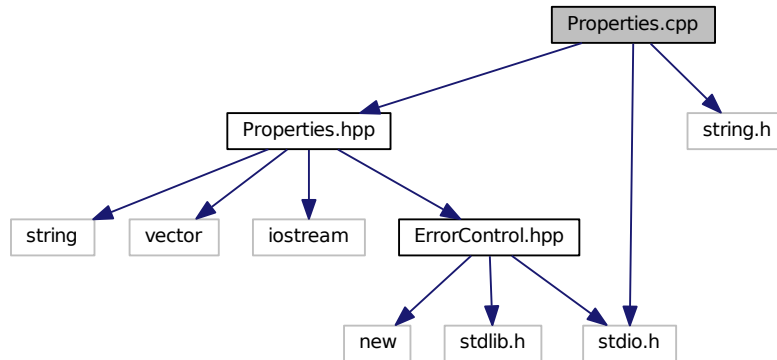 Properties.cpp
Properties.hpp
string.h
string
vector
iostream
ErrorControl.hpp
new
stdlib.h
stdio.h